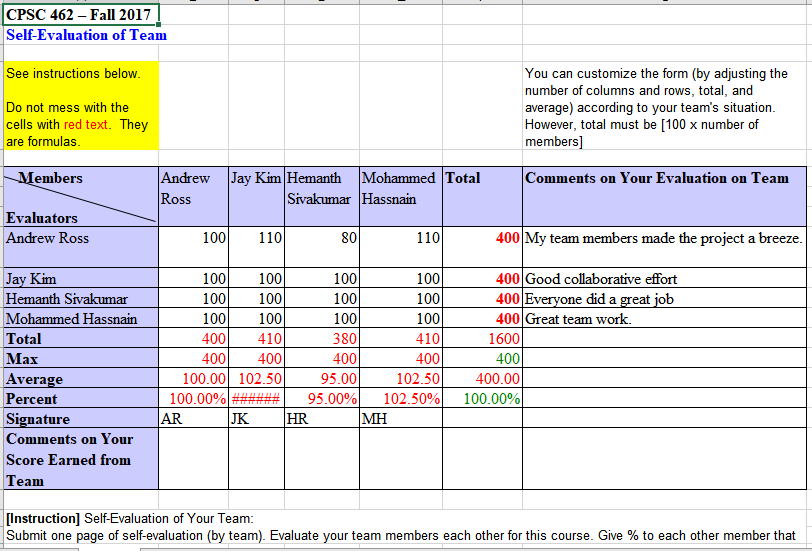 CPSC 462 – Fall 2017
Self-Evaluation of Team
See instructions below.
Do not mess with the
cells with red text. They
are formulas.
You can customize the form (by adjusting the
number of columns and rows, total, and
average) according to your team's situation.
However, total must be [100 x number of
members]
Members
Evaluators
Andrew
Ross
Jay Kim
Hemanth
Sivakumar
Mohammed
Hassnain
Total
Comments on Your Evaluation on Team
Andrew Ross 100 110 80 110 400 My team members made the project a breeze.
Jay Kim 100 100 100 100 400 Good collaborative effort
Hemanth Sivakumar 100 100 100 100 400 Everyone did a great job
Mohammed Hassnain 100 100 100 100 400 Great team work.
Total 400 410 380 410 1600
Max 400 400 400 400 400
Average 100.00 102.50 95.00 102.50 400.00
Percent 100.00% ###### 95.00% 102.50% 100.00%
Signature AR JK HR MH
Comments on Your
Score Earned from
Team
[Instruction] Self-Evaluation of Your Team:
Submit one page of self-evaluation (by team). Evaluate your team members each other for this course. Give % to each other member that